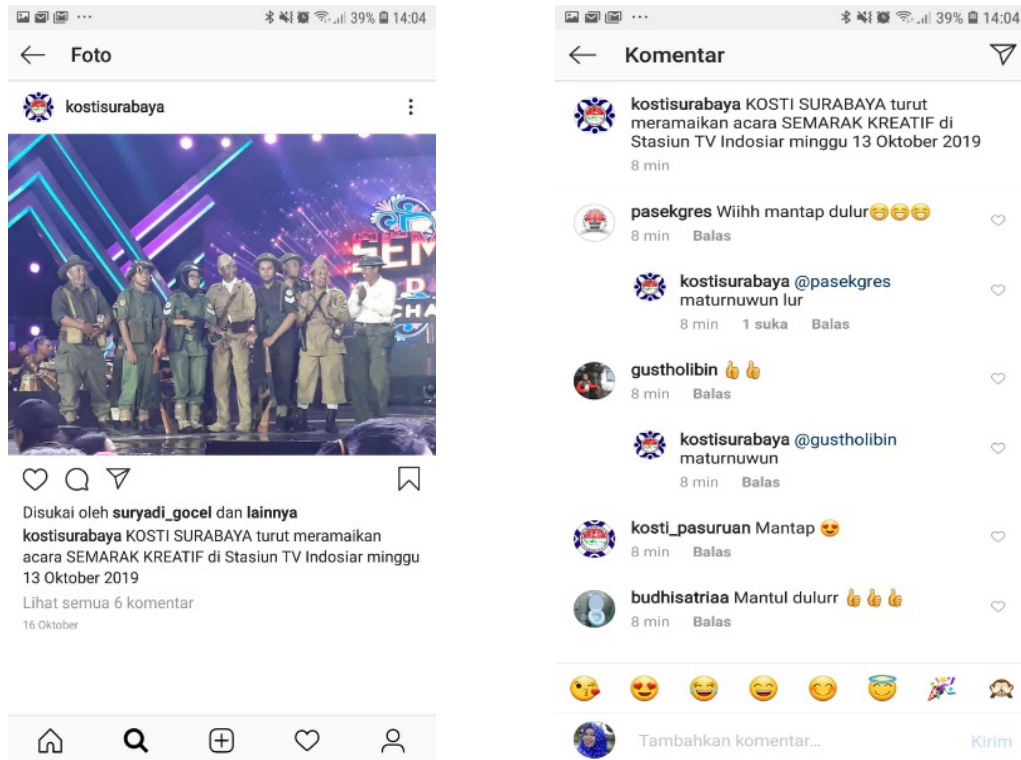 39% 14:04
Foto
kostisurabaya
SEM
CHA
Disukai oleh suryadi_gocel dan lainnya
kostisurabaya KOSTI SURABAYA turut meramaikan
acara SEMARAK KREATIF di Stasiun TV Indosiar minggu
13 Oktober 2019
Lihat semua 6 komentar
16 Oktober
39% 14:04
Komentar
kostisurabaya KOSTI SURABAYA turut
meramaikan acara SEMARAK KREATIF di
Stasiun TV Indosiar minggu 13 Oktober 2019
8 min
pasekgres Wiihh mantap dulur😁😁😁
8 min Balas
kostisurabaya @pasekgres
maturnuwun lur
8 min 1 suka Balas
gustholibin 👍👍
8 min Balas
kostisurabaya @gustholibin
maturnuwun
8 min Balas
kosti_pasuruan Mantap 😍
8 min Balas
budhisatriaa Mantul dulurr 👍👍👍
8 min Balas
Tambahkan komentar... Kirim